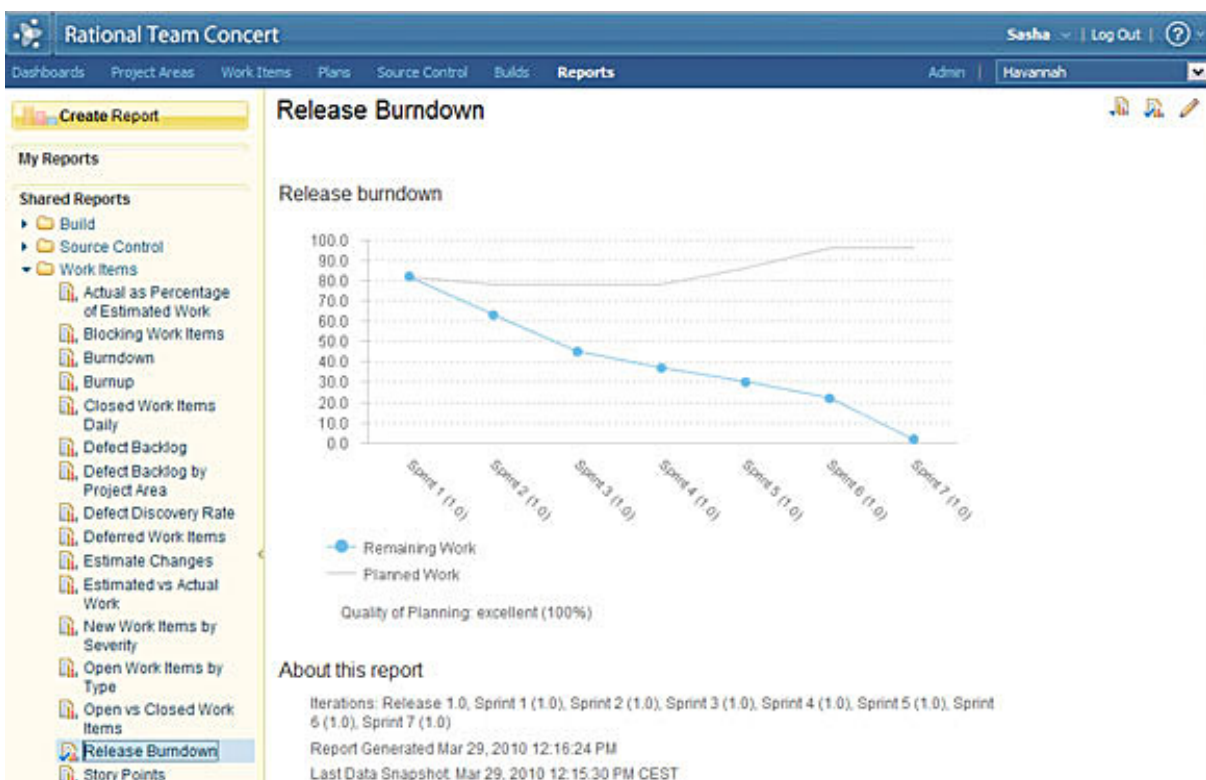 Rational Team Concert
Sasha | Log Out | ?
Dashboards Project Areas Work Items Plans Source Control Builds Reports Admin | Havannah
Create Report
My Reports
Shared Reports
Build
Source Control
Work Items
Actual as Percentage
of Estimated Work
Blocking Work Items
Burndown
Burnup
Closed Work Items
Daily
Defect Backlog
Defect Backlog by
Project Area
Defect Discovery Rate
Deferred Work Items
Estimate Changes
Estimated vs Actual
Work
New Work Items by
Severity
Open Work Items by
Type
Open vs Closed Work
Items
Release Burndown
Story Points
Release Burndown
Release burndown
100.0
90.0
80.0
70.0
60.0
50.0
40.0
30.0
20.0
10.0
0.0
Sprint 1 (1.0)
Sprint 2 (1.0)
Sprint 3 (1.0)
Sprint 4 (1.0)
Sprint 5 (1.0)
Sprint 6 (1.0)
Sprint 7 (1.0)
Remaining Work
Planned Work
Quality of Planning: excellent (100%)
About this report
Iterations: Release 1.0, Sprint 1 (1.0), Sprint 2 (1.0), Sprint 3 (1.0), Sprint 4 (1.0), Sprint 5 (1.0), Sprint
6 (1.0), Sprint 7 (1.0)
Report Generated Mar 29, 2010 12:16:24 PM
Last Data Snapshot: Mar 29, 2010 12:15:30 PM CEST